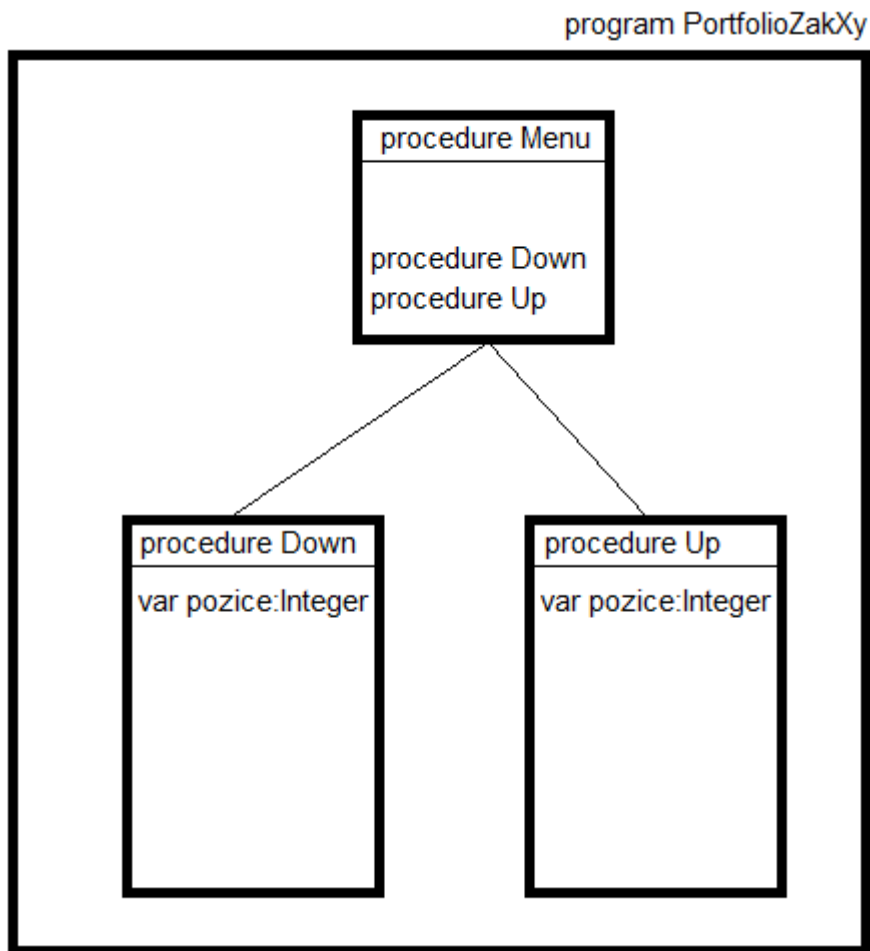 program PortfolioZakXy
procedure Menu
procedure Down
procedure Up
procedure Down
var pozice:Integer
procedure Up
var pozice:Integer